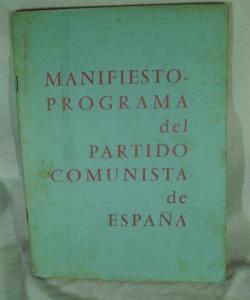 MANIFIESTO-
PROGRAMA
del
PARTIDO
COMUNISTA
de
ESPAÑA